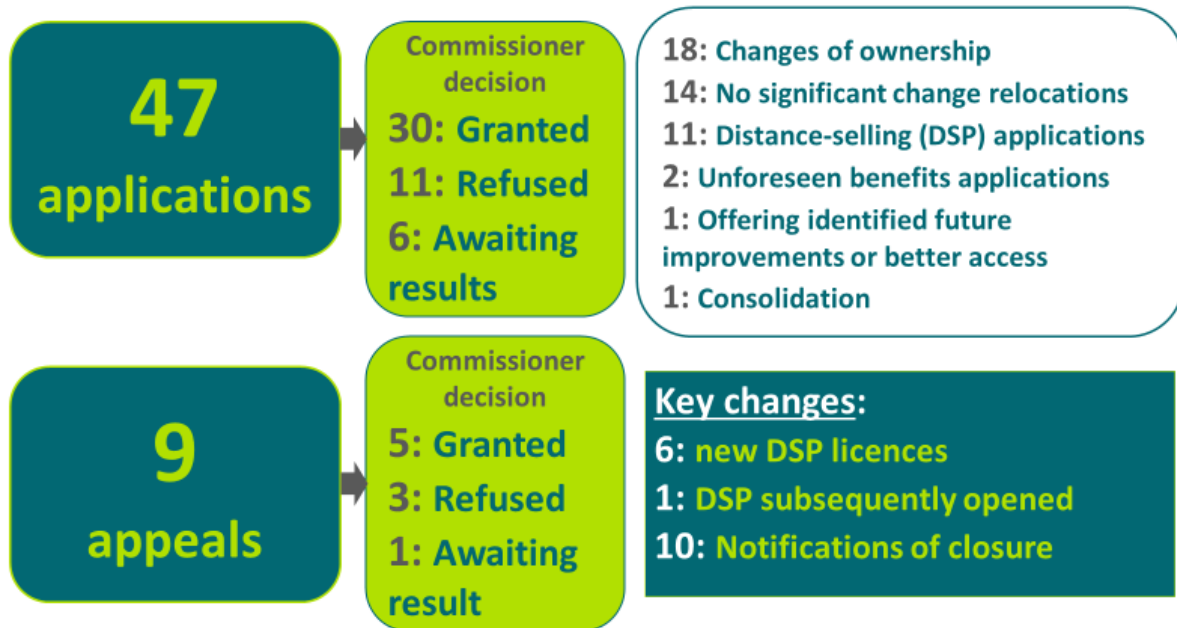 47
applications
Commissioner
decision
30: Granted
11: Refused
6: Awaiting
results
18: Changes of ownership
14: No significant change relocations
11: Distance-selling (DSP) applications
2: Unforeseen benefits applications
1: Offering identified future
improvements or better access
1: Consolidation
9
appeals
Commissioner
decision
5: Granted
3: Refused
1: Awaiting
result
Key changes:
6: new DSP licences
1: DSP subsequently opened
10: Notifications of closure